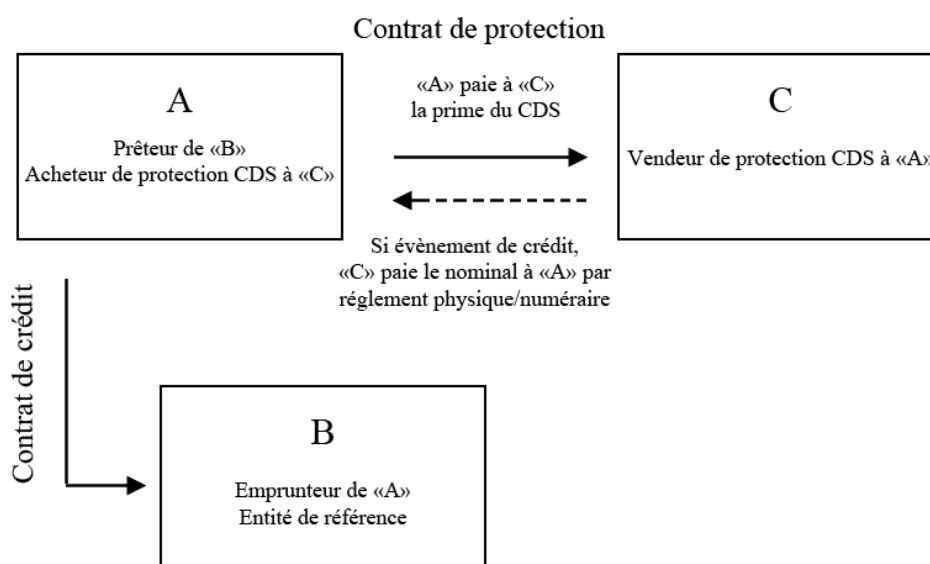 Contrat de protection
A
Prêteur de «B»
Acheteur de protection CDS à «C»
«A» paie à «C»
la prime du CDS
Si évènement de crédit,
«C» paie le nominal à «A» par
réglement physique/numéraire
C
Vendeur de protection CDS à «A»
Contrat de crédit
B
Emprunteur de «A»
Entité de référence